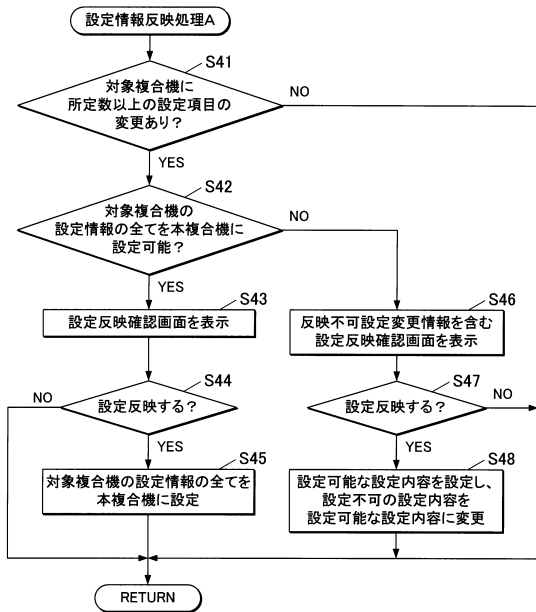 設定情報反映処理A
S41
対象複合機に
所定数以上の設定項目の
変更あり？
NO
YES
S42
対象複合機の
設定情報の全てを本複合機に
設定可能？
NO
YES
S43
設定反映確認画面を表示
S46
反映不可設定変更情報を含む
設定反映確認画面を表示
S44
設定反映する？
NO
YES
S47
設定反映する？
NO
YES
S45
対象複合機の設定情報の全てを
本複合機に設定
S48
設定可能な設定内容を設定し、
設定不可の設定内容を
設定可能な設定内容に変更
RETURN